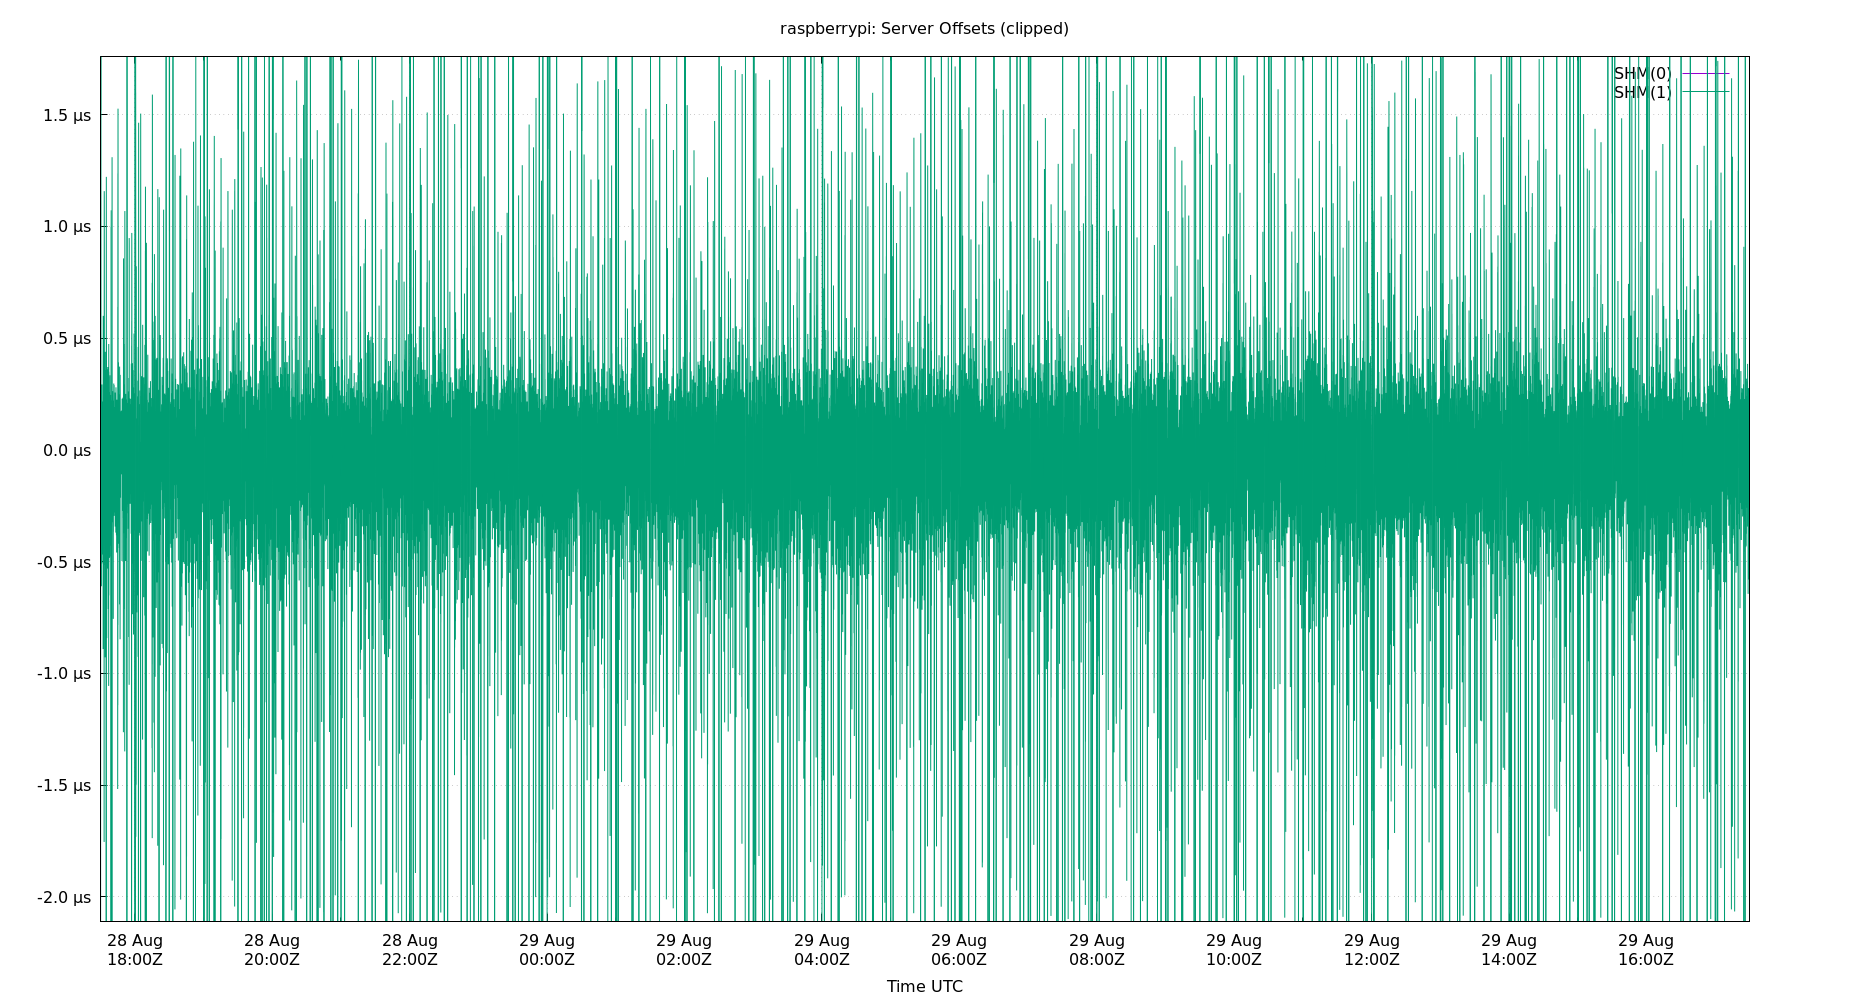 raspberrypi: Server Offsets (clipped)
SHM(0)
SHM(1)
1.5 µs
1.0 µs
0.5 µs
0.0 µs
-0.5 µs
-1.0 µs
-1.5 µs
-2.0 µs
28 Aug 28 Aug 28 Aug 29 Aug 29 Aug 29 Aug 29 Aug 29 Aug 29 Aug 29 Aug 29 Aug 29 Aug
18:00Z 20:00Z 22:00Z 00:00Z 02:00Z 04:00Z 06:00Z 08:00Z 10:00Z 12:00Z 14:00Z 16:00Z
Time UTC